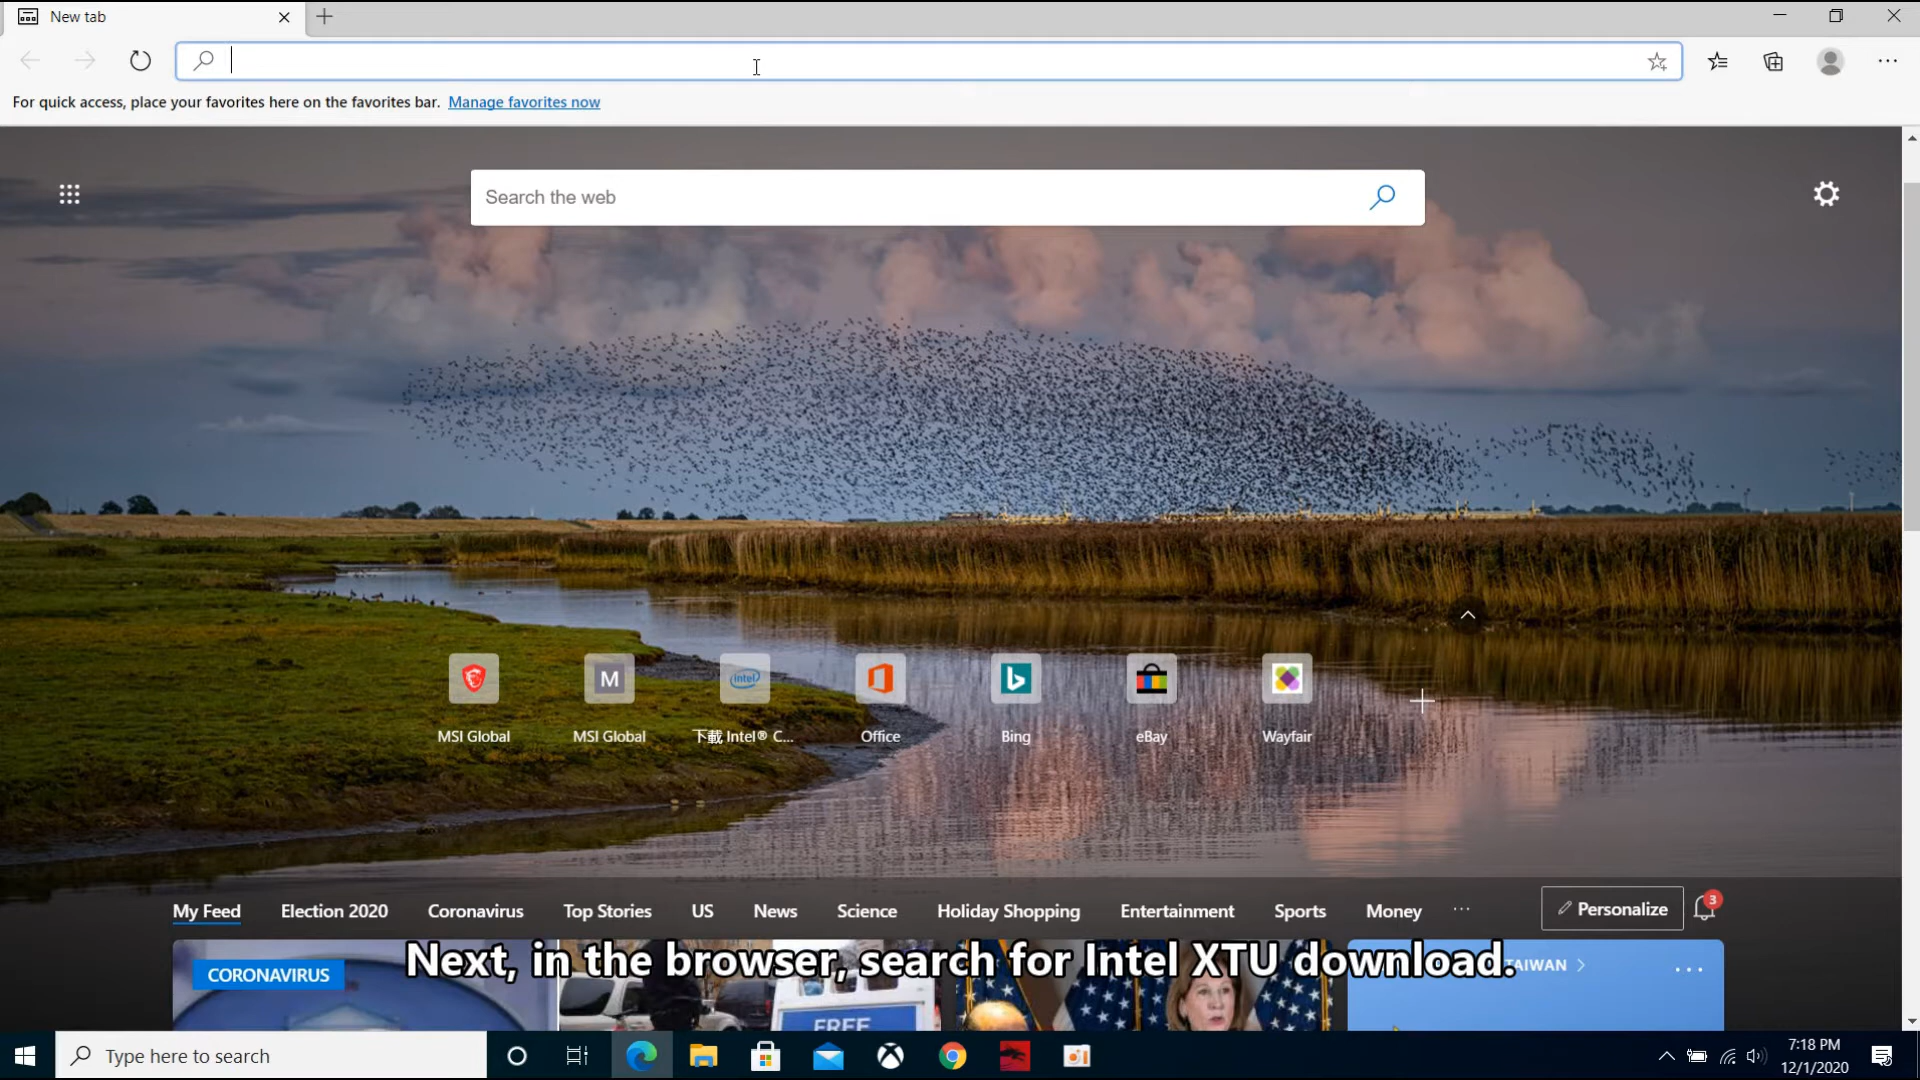 New tab
For quick access, place your favorites here on the favorites bar. Manage favorites now
Search the web
M
intel
MSI Global
MSI Global
下載 Intel® C...
Office
Bing
eBay
Wayfair
My Feed
Election 2020
Coronavirus
Top Stories
US
News
Science
Holiday Shopping
Entertainment
Sports
Money
Personalize
3
CORONAVIRUS
Next, in the browser, search for Intel XTU download.
TAIWAN
FREE
Type here to search
7:18 PM
12/1/2020